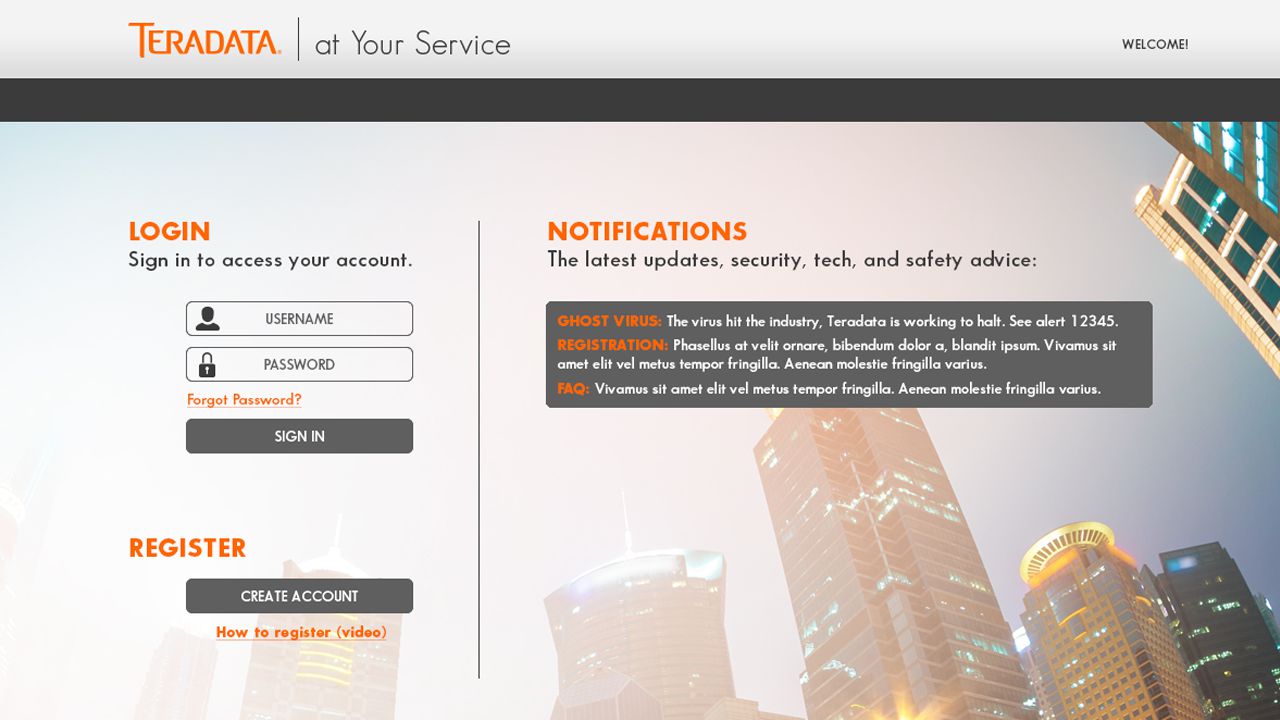 TERADATA. at Your Service
WELCOME!
LOGIN
Sign in to access your account.
USERNAME
PASSWORD
Forgot Password?
SIGN IN
REGISTER
CREATE ACCOUNT
How to register (video)
NOTIFICATIONS
The latest updates, security, tech, and safety advice:
GHOST VIRUS: The virus hit the industry, Teradata is working to halt. See alert 12345.
REGISTRATION: Phasellus at velit ornare, bibendum dolor a, blandit ipsum. Vivamus sit
amet elit vel metus tempor fringilla. Aenean molestie fringilla varius.
FAQ: Vivamus sit amet elit vel metus tempor fringilla. Aenean molestie fringilla varius.